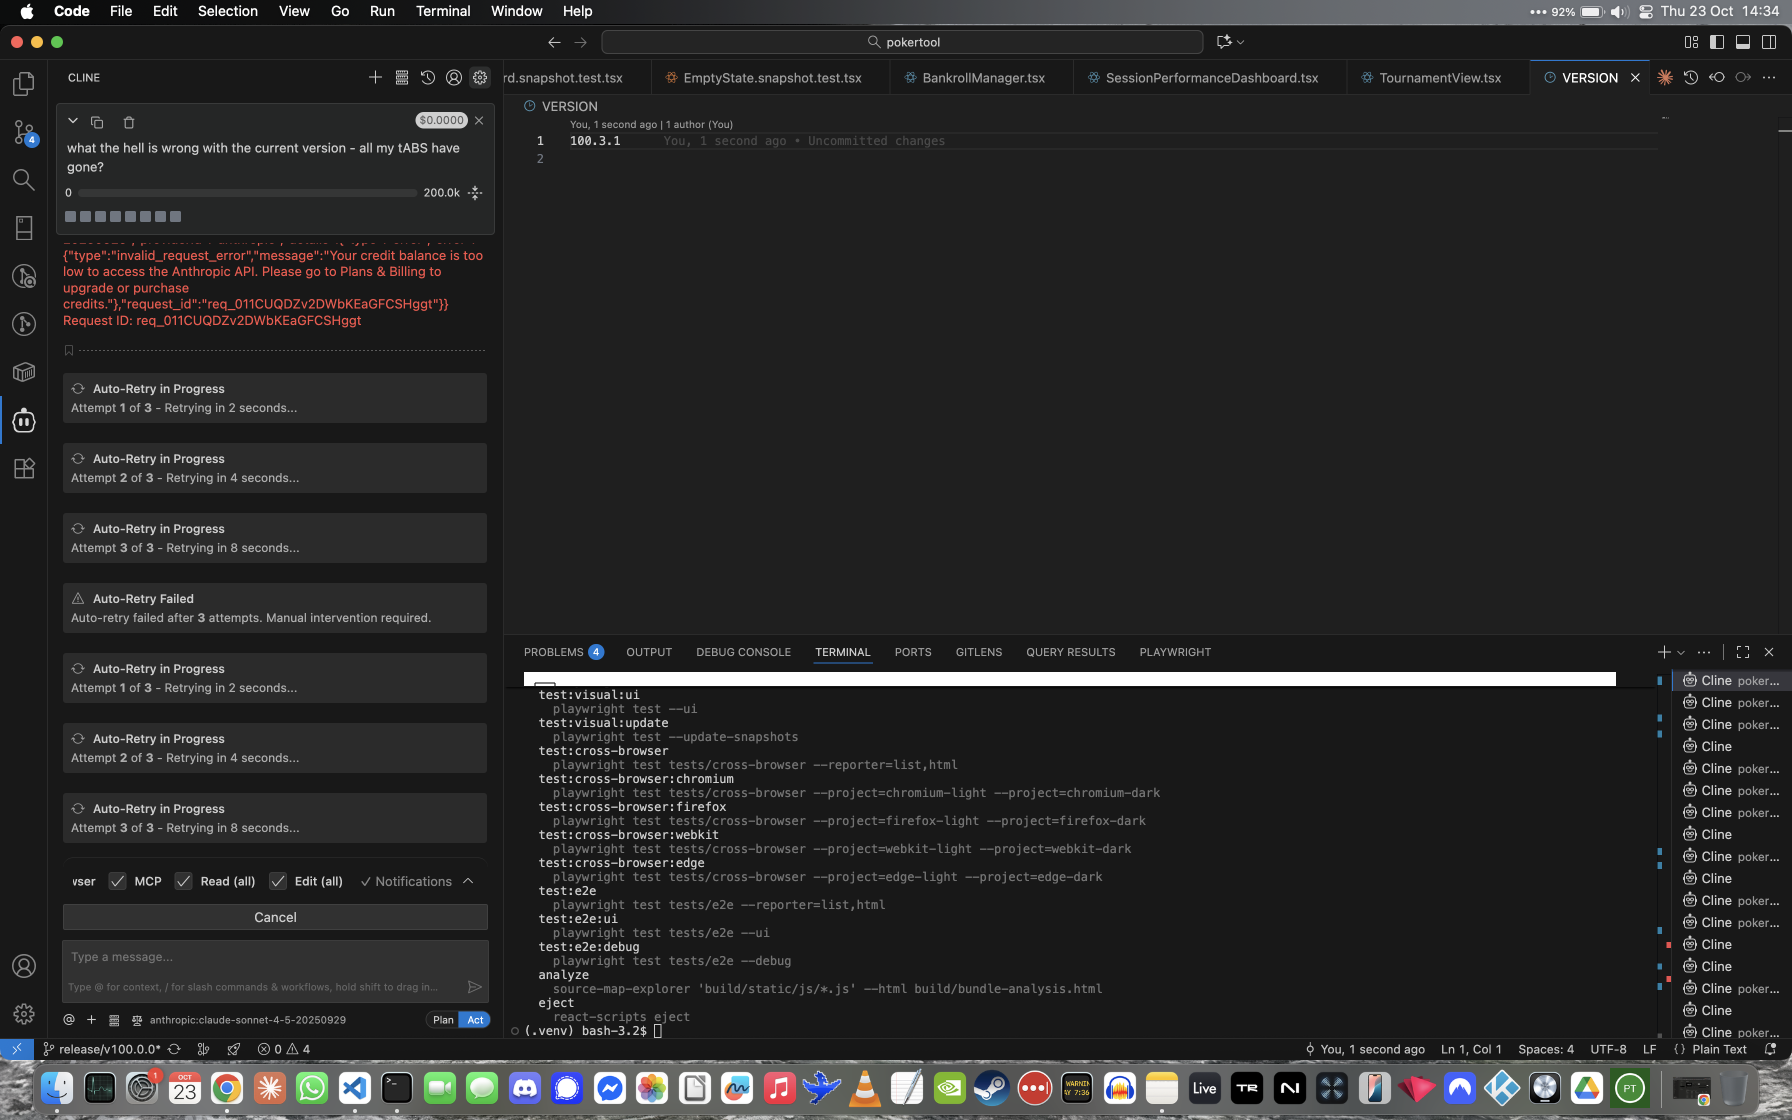 Code File Edit Selection View Go Run Terminal Window Help
92% Thu 23 Oct 14:34
pokertool
CLINE
rd.snapshot.test.tsx EmptyState.snapshot.test.tsx BankrollManager.tsx SessionPerformanceDashboard.tsx TournamentView.tsx VERSION
4
$0.0000
what the hell is wrong with the current version - all my tABS have
gone?
0 200.0k
{"type":"invalid_request_error","message":"Your credit balance is too
low to access the Anthropic API. Please go to Plans & Billing to
upgrade or purchase
credits."},"request_id":"req_011CUQDZv2DWbKEaGFCSHggt"}}
Request ID: req_011CUQDZv2DWbKEaGFCSHggt
Auto-Retry in Progress
Attempt 1 of 3 - Retrying in 2 seconds...
Auto-Retry in Progress
Attempt 2 of 3 - Retrying in 4 seconds...
Auto-Retry in Progress
Attempt 3 of 3 - Retrying in 8 seconds...
Auto-Retry Failed
Auto-retry failed after 3 attempts. Manual intervention required.
Auto-Retry in Progress
Attempt 1 of 3 - Retrying in 2 seconds...
Auto-Retry in Progress
Attempt 2 of 3 - Retrying in 4 seconds...
Auto-Retry in Progress
Attempt 3 of 3 - Retrying in 8 seconds...
wser MCP Read (all) Edit (all) Notifications
Cancel
Type a message...
Type @ for context, / for slash commands & workflows, hold shift to drag in...
@ + anthropic:claude-sonnet-4-5-20250929 Plan Act
VERSION
You, 1 second ago | 1 author (You)
1 100.3.1 You, 1 second ago • Uncommitted changes
2
PROBLEMS 4 OUTPUT DEBUG CONSOLE TERMINAL PORTS GITLENS QUERY RESULTS PLAYWRIGHT
test:visual:ui
playwright test --ui
test:visual:update
playwright test --update-snapshots
test:cross-browser
playwright test tests/cross-browser --reporter=list,html
test:cross-browser:chromium
playwright test tests/cross-browser --project=chromium-light --project=chromium-dark
test:cross-browser:firefox
playwright test tests/cross-browser --project=firefox-light --project=firefox-dark
test:cross-browser:webkit
playwright test tests/cross-browser --project=webkit-light --project=webkit-dark
test:cross-browser:edge
playwright test tests/cross-browser --project=edge-light --project=edge-dark
test:e2e
playwright test tests/e2e --reporter=list,html
test:e2e:ui
playwright test tests/e2e --ui
test:e2e:debug
playwright test tests/e2e --debug
analyze
source-map-explorer 'build/static/js/*.js' --html build/bundle-analysis.html
eject
react-scripts eject
(.venv) bash-3.2$
Cline poker...
Cline poker...
Cline poker...
Cline
Cline poker...
Cline poker...
Cline poker...
Cline
Cline poker...
Cline
Cline poker...
Cline poker...
Cline
Cline
Cline poker...
Cline
Cline poker...
release/v100.0.0* 0 4 You, 1 second ago Ln 1, Col 1 Spaces: 4 UTF-8 LF Plain Text
1 OCT 23 WARNIN AY 7:36 Live TR PT